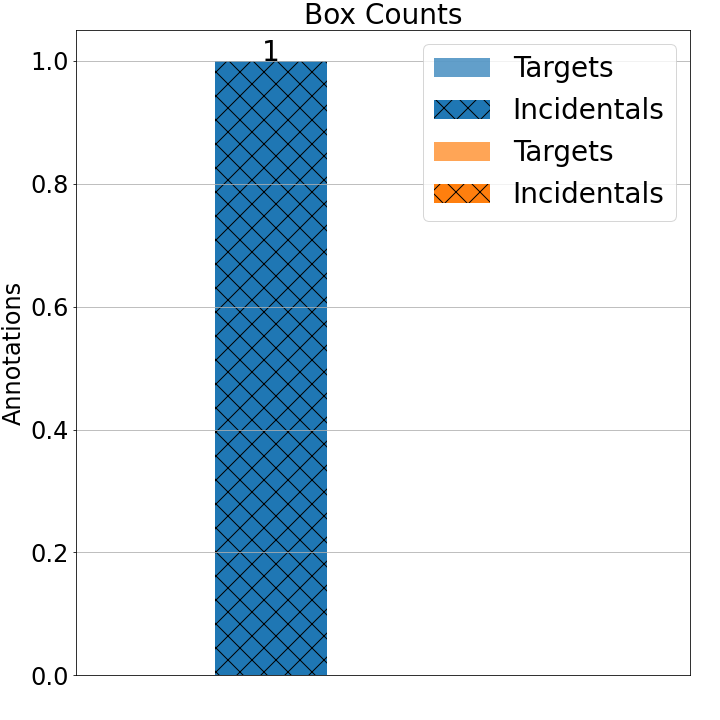 Box Counts
1
Targets
Incidentals
Targets
Incidentals
Annotations
1.0
0.8
0.6
0.4
0.2
0.0